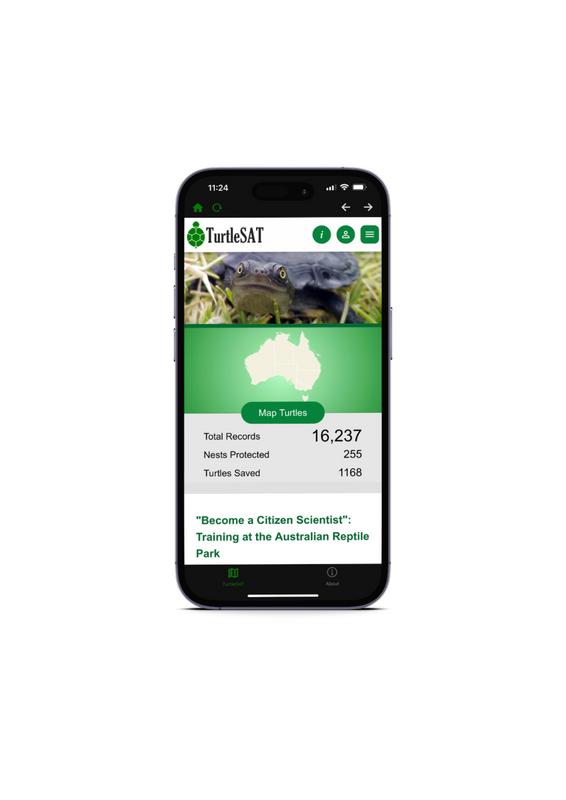 11:24
TurtleSAT
Map Turtles
Total Records 16,237
Nests Protected 255
Turtles Saved 1168
"Become a Citizen Scientist":
Training at the Australian Reptile
Park
TurtleSAT About